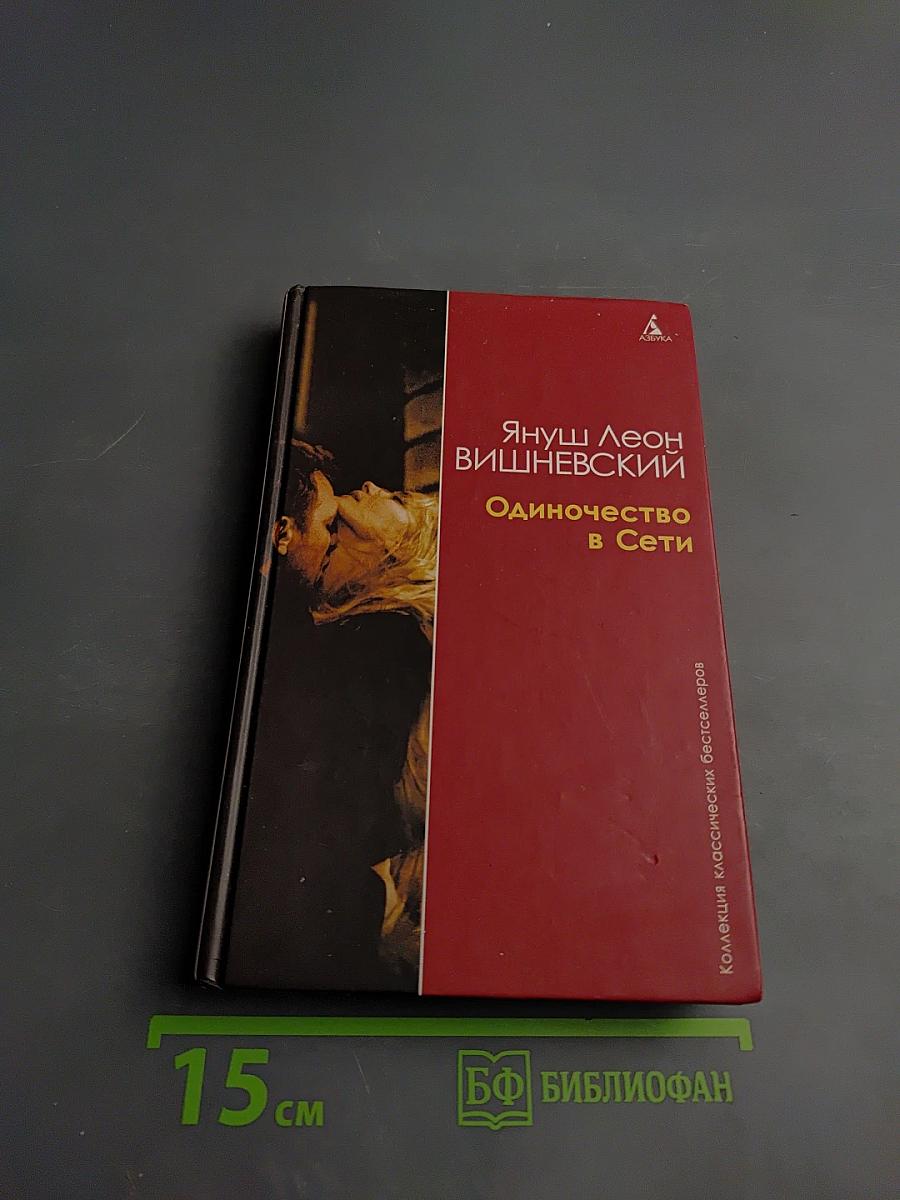 АЗБУКА
Януш Леон
ВИШНЕВСКИЙ
Одиночество
в Сети
Коллекция классических бестселлеров
15 см
БФ БИБЛИОФАН